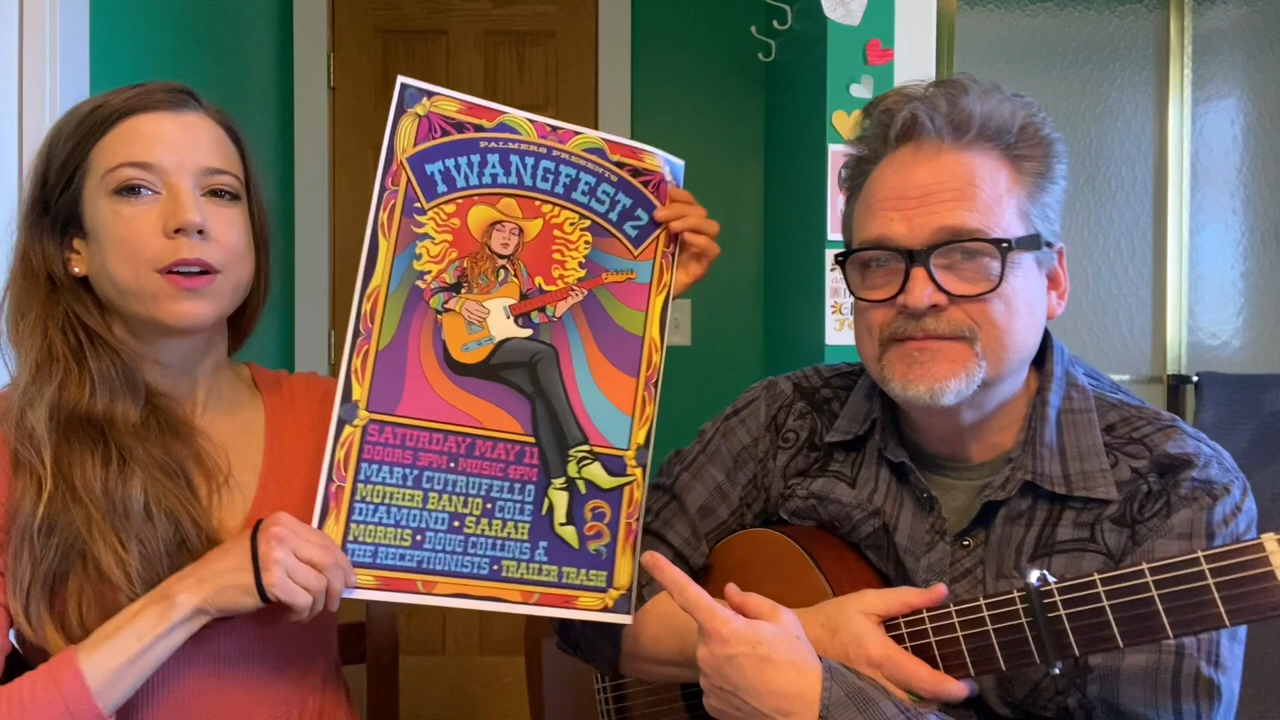 PALMERS PRESENTS
TWANGFEST 2
SATURDAY MAY 11
DOORS 3PM • MUSIC 4PM
MARY CUTRUFELLO
MOTHER BANJO • COLE
DIAMOND • SARAH
MORRIS • DOUG COLLINS &
THE RECEPTIONISTS • TRAILER TRASH